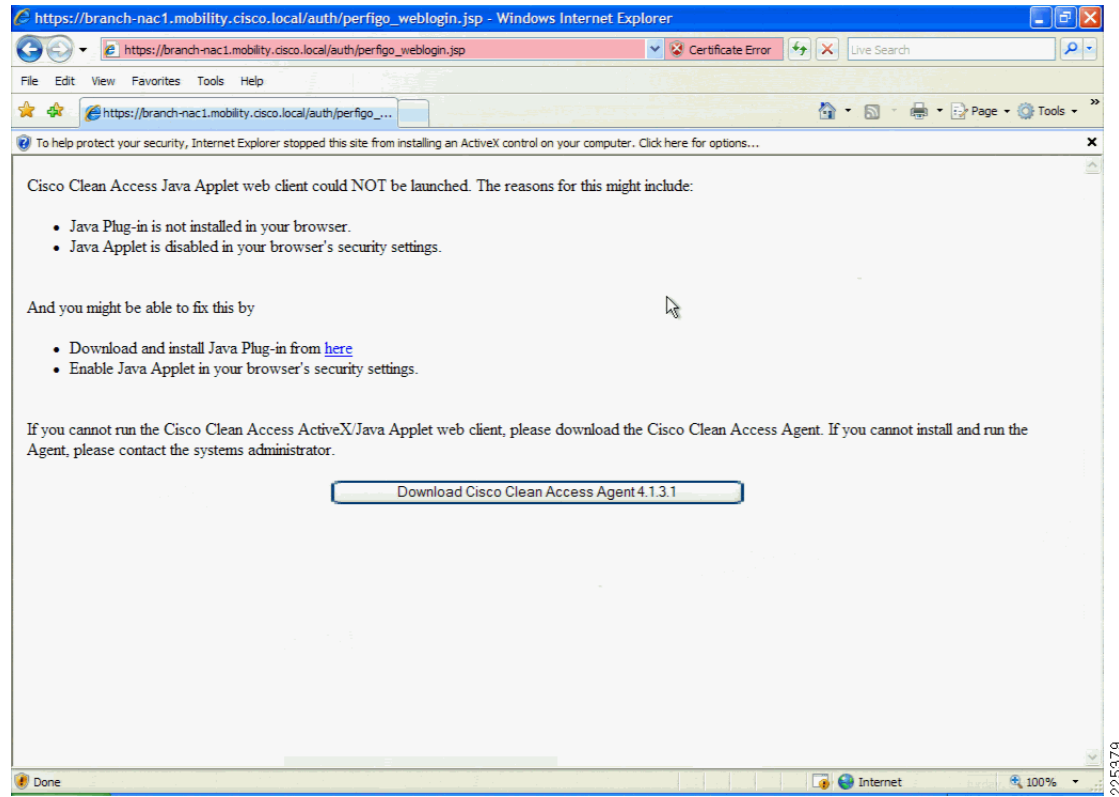 https://branch-nac1.mobility.cisco.local/auth/perfigo_weblogin.jsp - Windows Internet Explorer
https://branch-nac1.mobility.cisco.local/auth/perfigo_weblogin.jsp
Certificate Error
Live Search
File Edit View Favorites Tools Help
https://branch-nac1.mobility.cisco.local/auth/perfigo_...
Page
Tools
»
To help protect your security, Internet Explorer stopped this site from installing an ActiveX control on your computer. Click here for options...
Cisco Clean Access Java Applet web client could NOT be launched. The reasons for this might include:
• Java Plug-in is not installed in your browser.
• Java Applet is disabled in your browser's security settings.
And you might be able to fix this by
• Download and install Java Plug-in from here
• Enable Java Applet in your browser's security settings.
If you cannot run the Cisco Clean Access ActiveX/Java Applet web client, please download the Cisco Clean Access Agent. If you cannot install and run the
Agent, please contact the systems administrator.
Download Cisco Clean Access Agent 4.1.3.1
Done
Internet
100%
225379